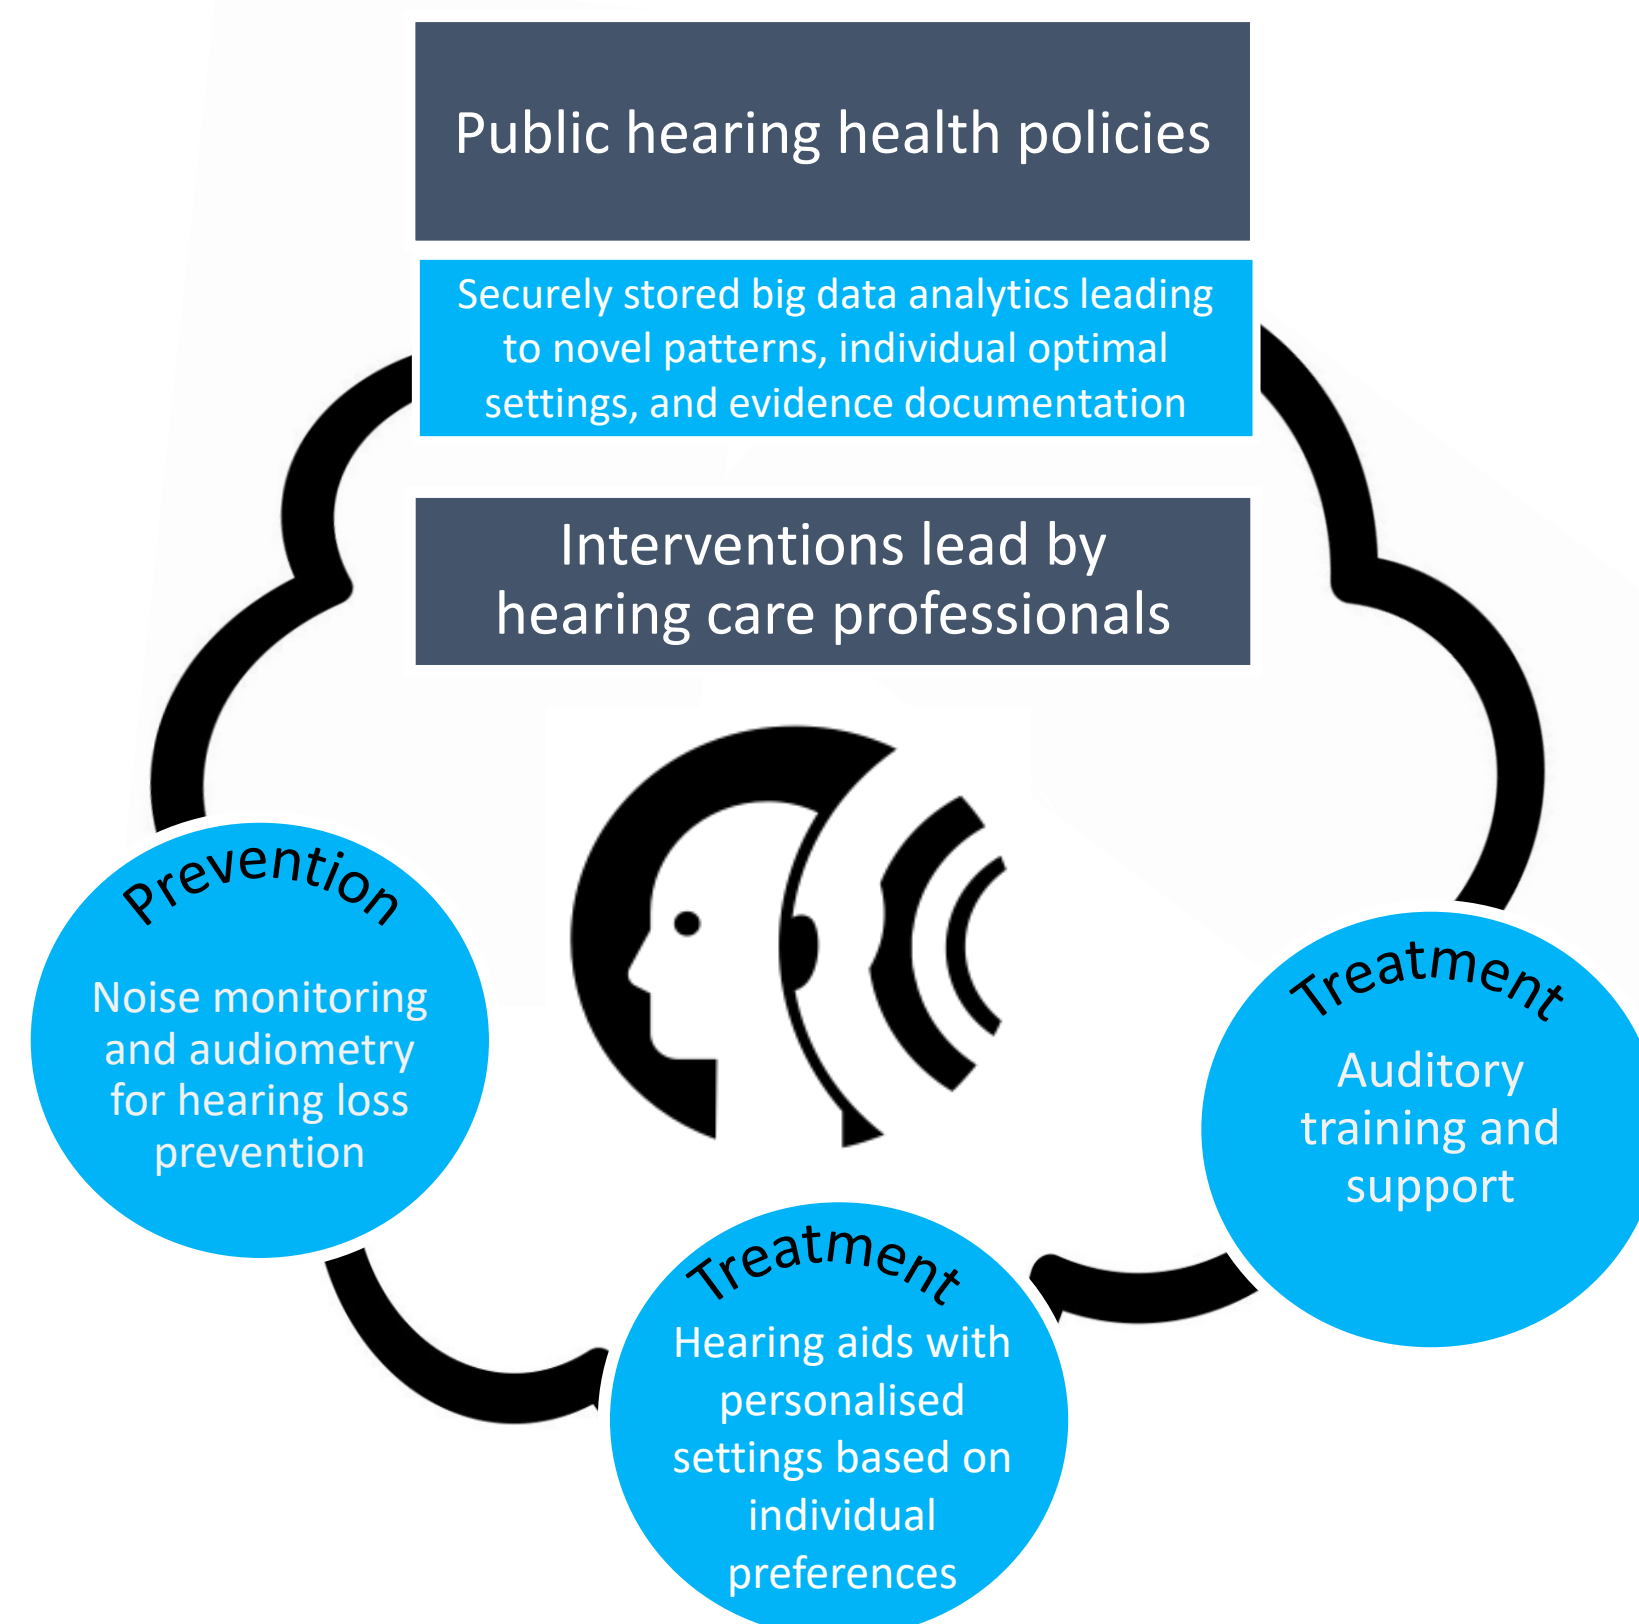 Public hearing health policies
Securely stored big data analytics leading
to novel patterns, individual optimal
settings, and evidence documentation
Interventions lead by
hearing care professionals
Prevention
Noise monitoring
and audiometry
for hearing loss
prevention
Treatment
Hearing aids with
personalised
settings based on
individual
preferences
Treatment
Auditory
training and
support